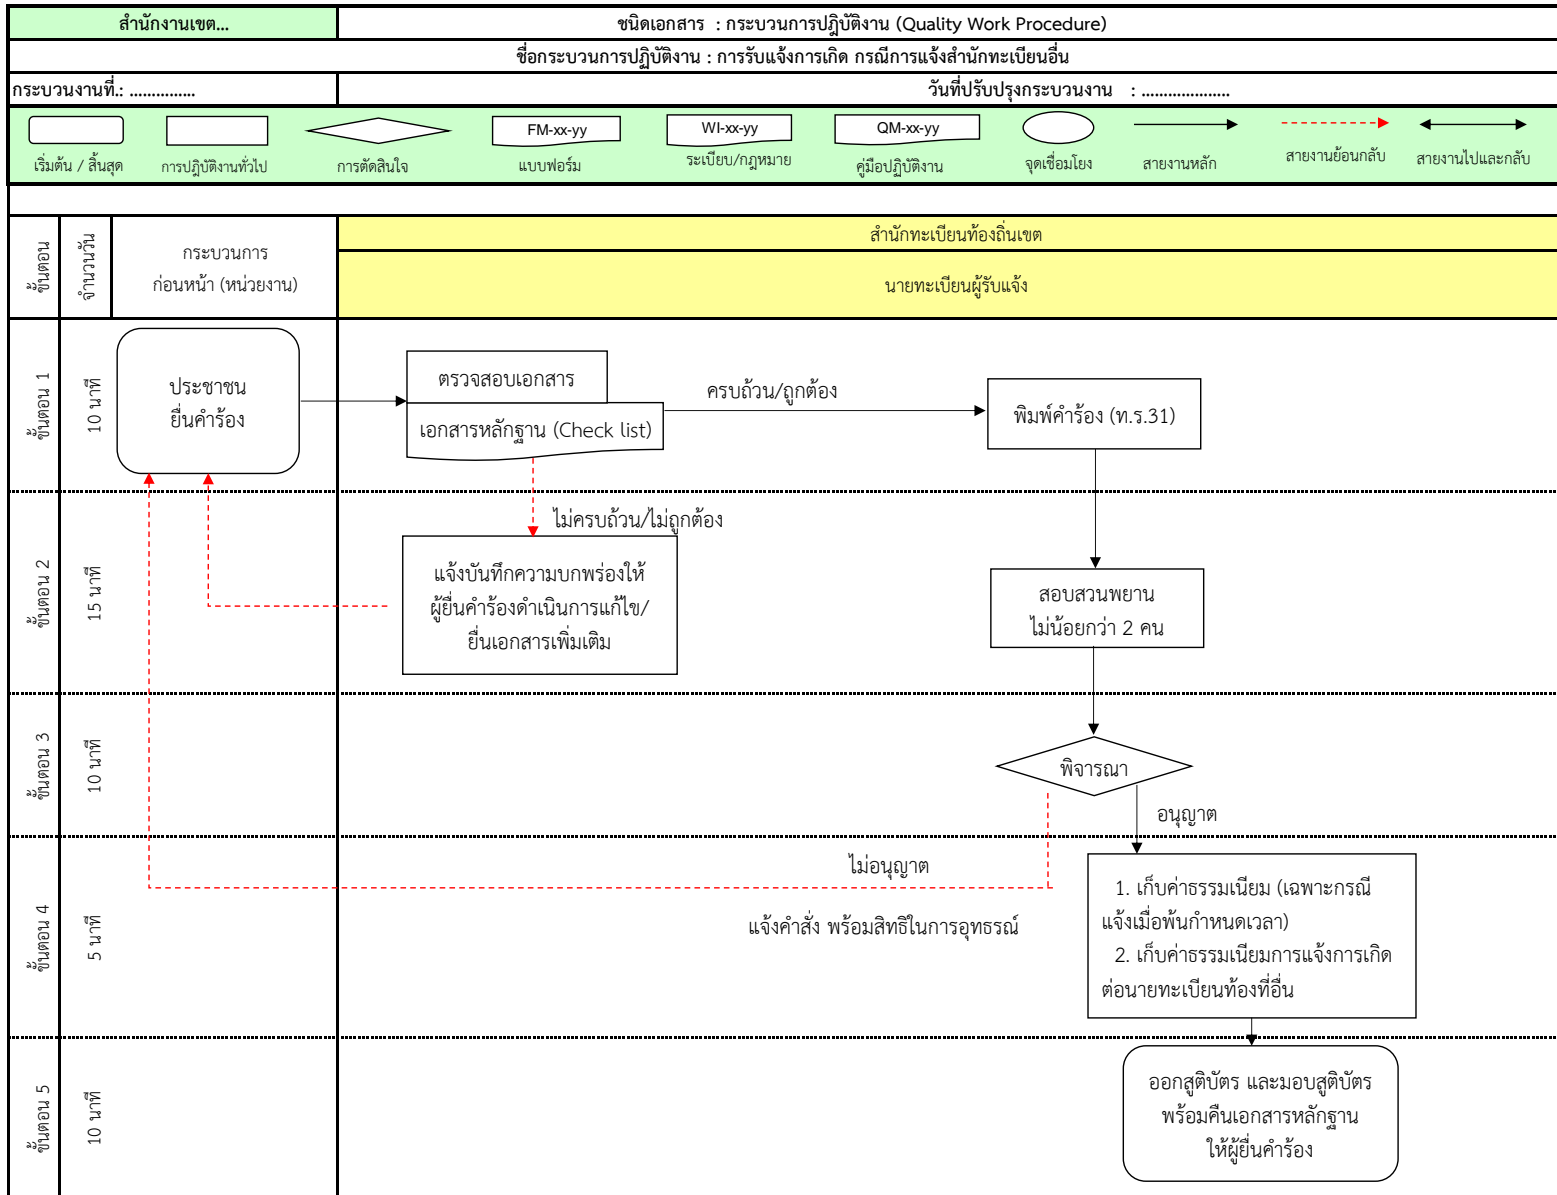 สำนักงานเขต...
ชนิดเอกสาร : กระบวนการปฎิบัติงาน (Quality Work Procedure)
ชื่อกระบวนการปฏิบัติงาน : การรับแจ้งการเกิด กรณีการแจ้งสำนักทะเบียนอื่น
กระบวนงานที่.: ..............
วันที่ปรับปรุงกระบวนงาน : ...................
FM-xx-yy
WI-xx-yy
QM-xx-yy
เริ่มต้น / สิ้นสุด
การปฎิบัติงานทั่วไป
การตัดสินใจ
แบบฟอร์ม
ระเบียบ/กฎหมาย
คู่มือปฏิบัติงาน
จุดเชื่อมโยง
สายงานหลัก
สายงานย้อนกลับ
สายงานไปและกลับ
ขั้นตอน
จำนวนวัน
กระบวนการ
ก่อนหน้า (หน่วยงาน)
สำนักทะเบียนท้องถิ่นเขต
นายทะเบียนผู้รับแจ้ง
ขั้นตอน 1
10 นาที
ประชาชน
ยื่นคำร้อง
ตรวจสอบเอกสาร
เอกสารหลักฐาน (Check list)
ครบถ้วน/ถูกต้อง
พิมพ์คำร้อง (ท.ร.31)
ขั้นตอน 2
15 นาที
ไม่ครบถ้วน/ไม่ถูกต้อง
แจ้งบันทึกความบกพร่องให้
ผู้ยื่นคำร้องดำเนินการแก้ไข/
ยื่นเอกสารเพิ่มเติม
สอบสวนพยาน
ไม่น้อยกว่า 2 คน
ขั้นตอน 3
10 นาที
พิจารณา
อนุญาต
ขั้นตอน 4
5 นาที
ไม่อนุญาต
แจ้งคำสั่ง พร้อมสิทธิในการอุทธรณ์
1. เก็บค่าธรรมเนียม (เฉพาะกรณี
แจ้งเมื่อพ้นกำหนดเวลา)
2. เก็บค่าธรรมเนียมการแจ้งการเกิด
ต่อนายทะเบียนท้องที่อื่น
ขั้นตอน 5
10 นาที
ออกสูติบัตร และมอบสูติบัตร
พร้อมคืนเอกสารหลักฐาน
ให้ผู้ยื่นคำร้อง